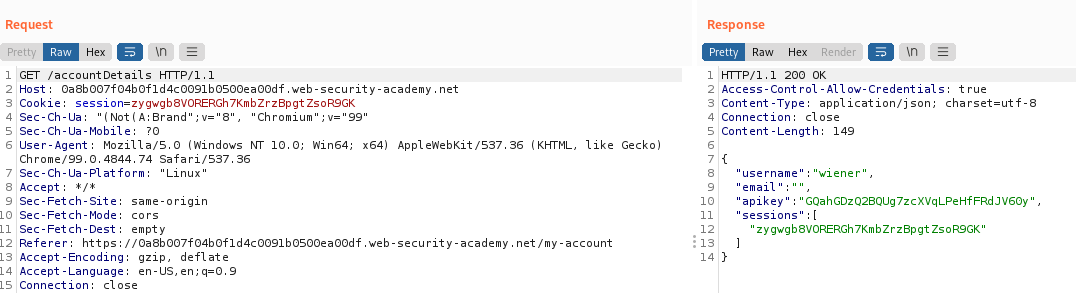 Request
Pretty Raw Hex \n
1 GET /accountDetails HTTP/1.1
2 Host: 0a8b007f04b0f1d4c0091b0500ea00df.web-security-academy.net
3 Cookie: session=zygwgb8VORERGh7KmbZrzBpgtZsoR9GK
4 Sec-Ch-Ua: "(Not(A:Brand";v="8", "Chromium";v="99"
5 Sec-Ch-Ua-Mobile: ?0
6 User-Agent: Mozilla/5.0 (Windows NT 10.0; Win64; x64) AppleWebKit/537.36 (KHTML, like Gecko)
Chrome/99.0.4844.74 Safari/537.36
7 Sec-Ch-Ua-Platform: "Linux"
8 Accept: */*
9 Sec-Fetch-Site: same-origin
10 Sec-Fetch-Mode: cors
11 Sec-Fetch-Dest: empty
12 Referer: https://0a8b007f04b0f1d4c0091b0500ea00df.web-security-academy.net/my-account
13 Accept-Encoding: gzip, deflate
14 Accept-Language: en-US,en;q=0.9
15 Connection: close
Response
Pretty Raw Hex Render \n
1 HTTP/1.1 200 OK
2 Access-Control-Allow-Credentials: true
3 Content-Type: application/json; charset=utf-8
4 Connection: close
5 Content-Length: 149
6
7 {
8 "username":"wiener",
9 "email":"",
10 "apikey":"GQahGDzQ2BQUg7zcXVqLPeHfFRdJV60y",
11 "sessions":[
12 "zygwgb8VORERGh7KmbZrzBpgtZsoR9GK"
13 ]
14 }